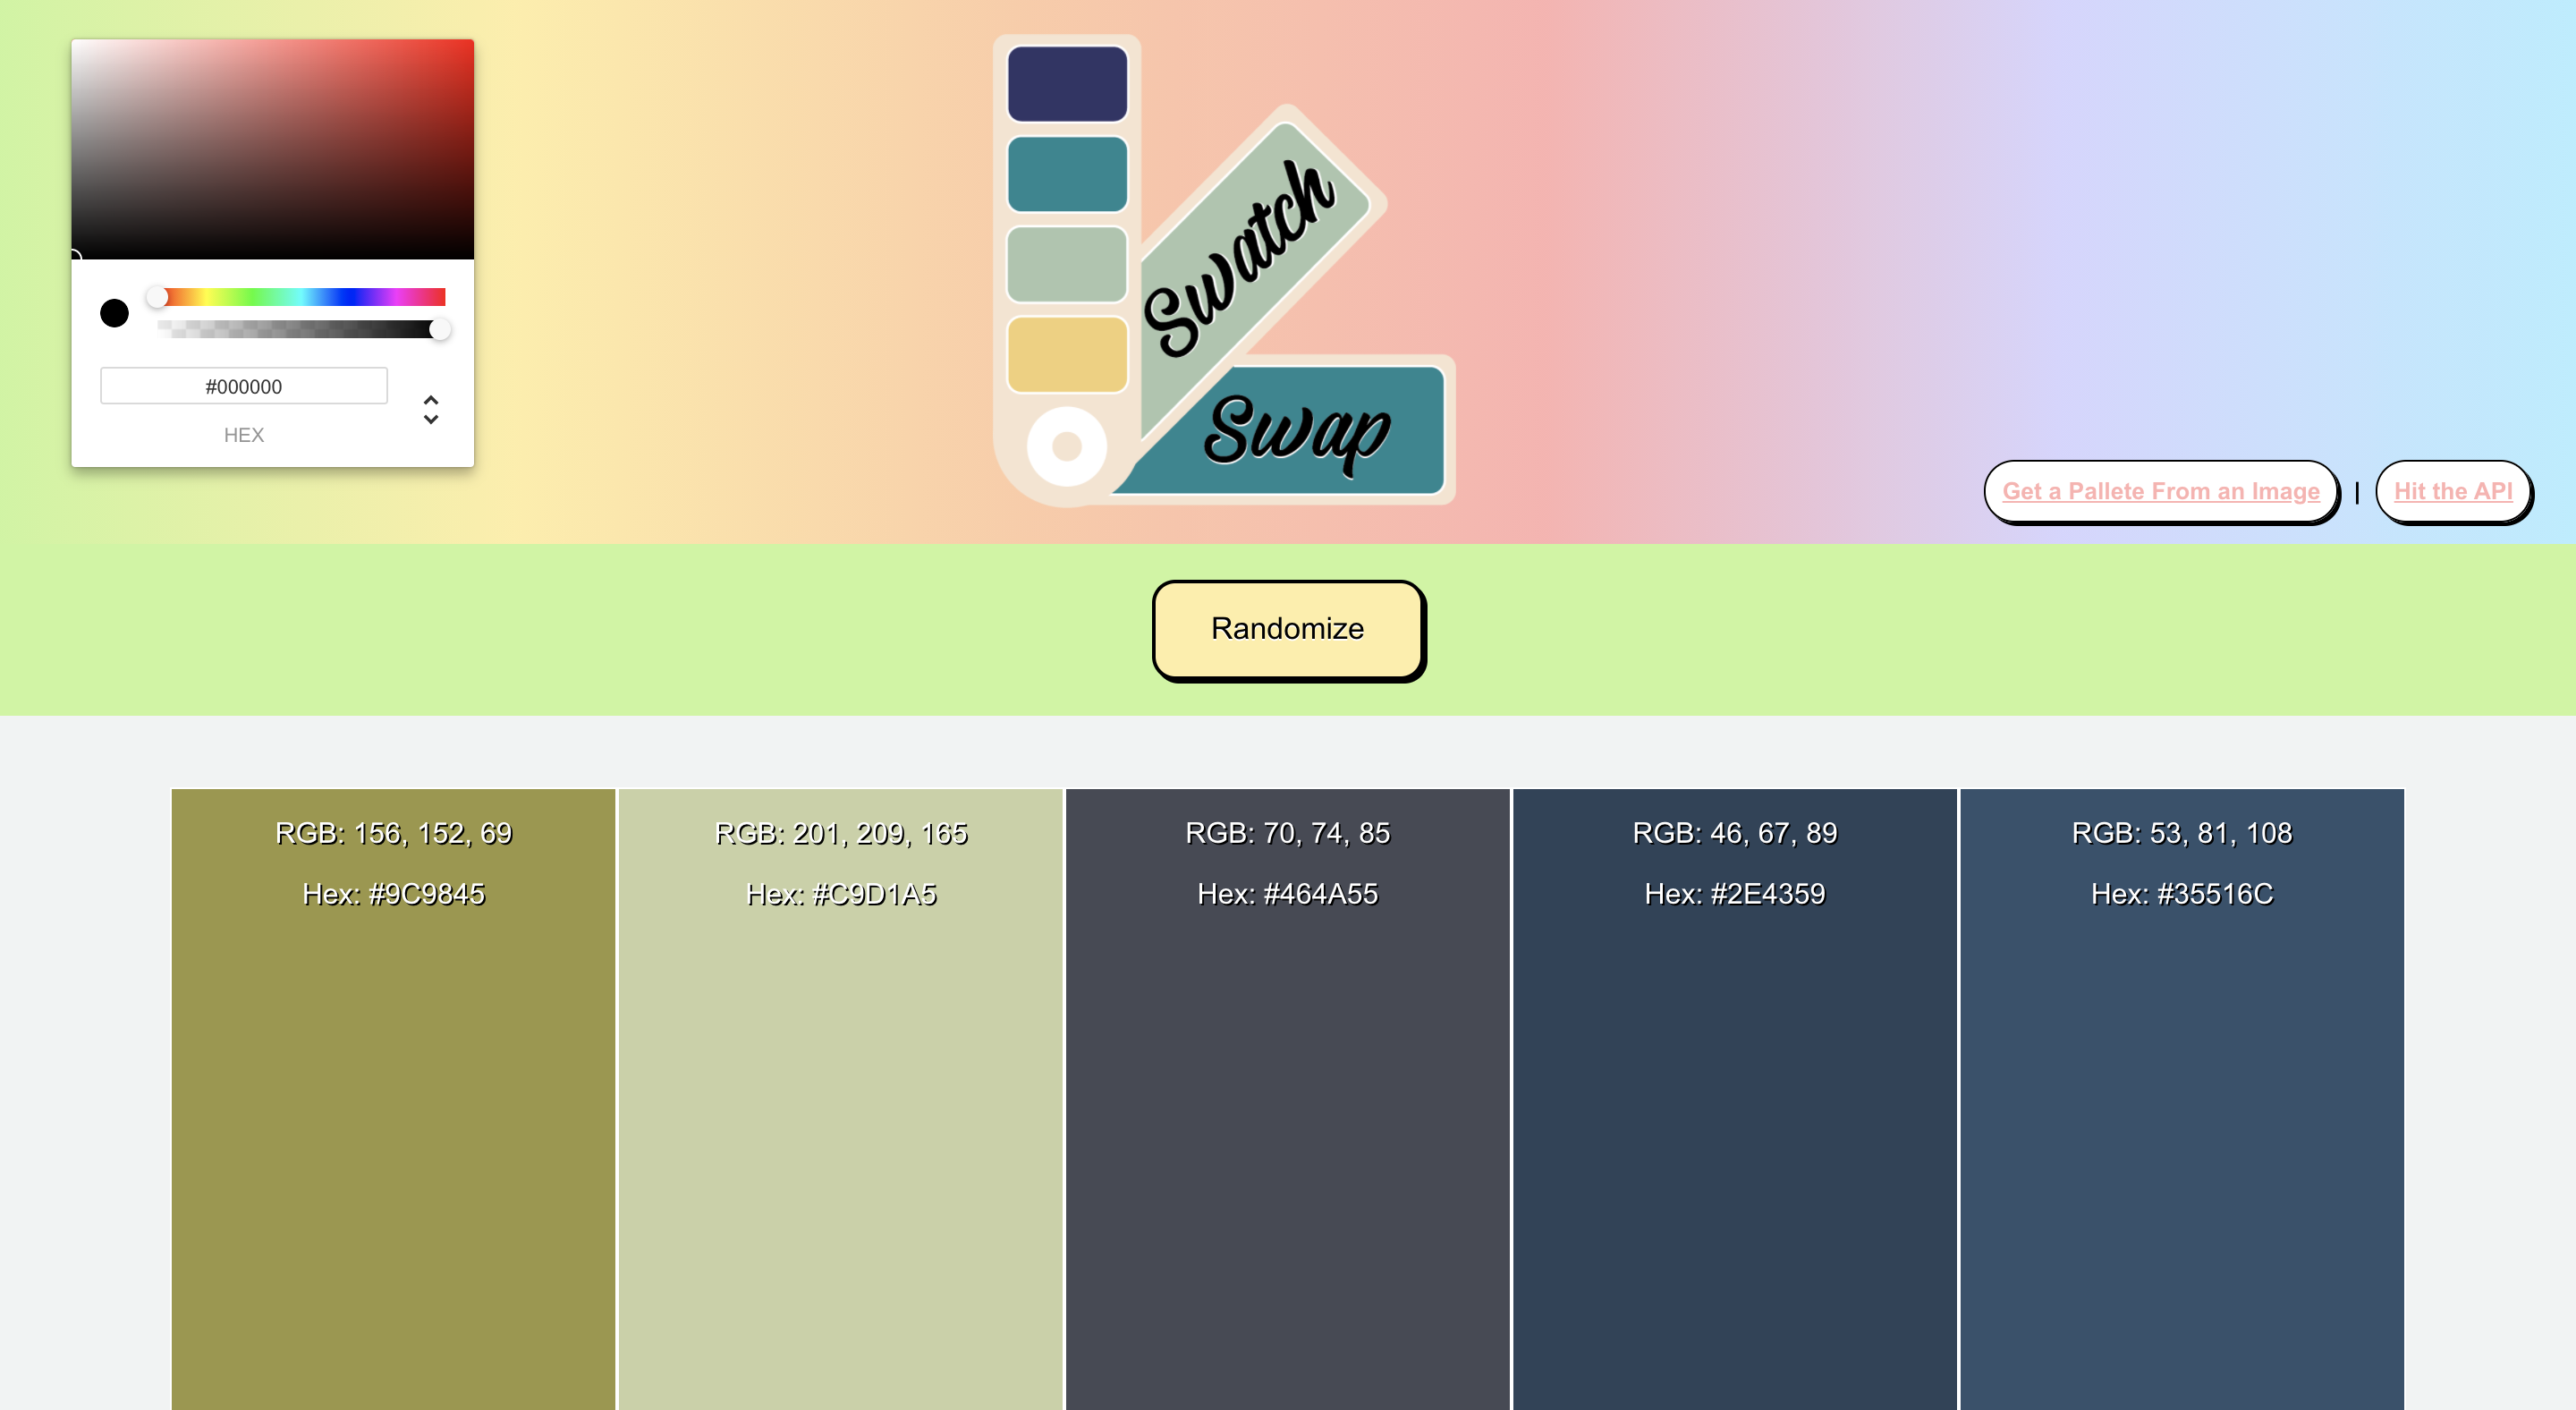 #000000
HEX
Swatch
Swap
Get a Pallete From an Image | Hit the API
Randomize
RGB: 156, 152, 69
Hex: #9C9845
RGB: 201, 209, 165
Hex: #C9D1A5
RGB: 70, 74, 85
Hex: #464A55
RGB: 46, 67, 89
Hex: #2E4359
RGB: 53, 81, 108
Hex: #35516C